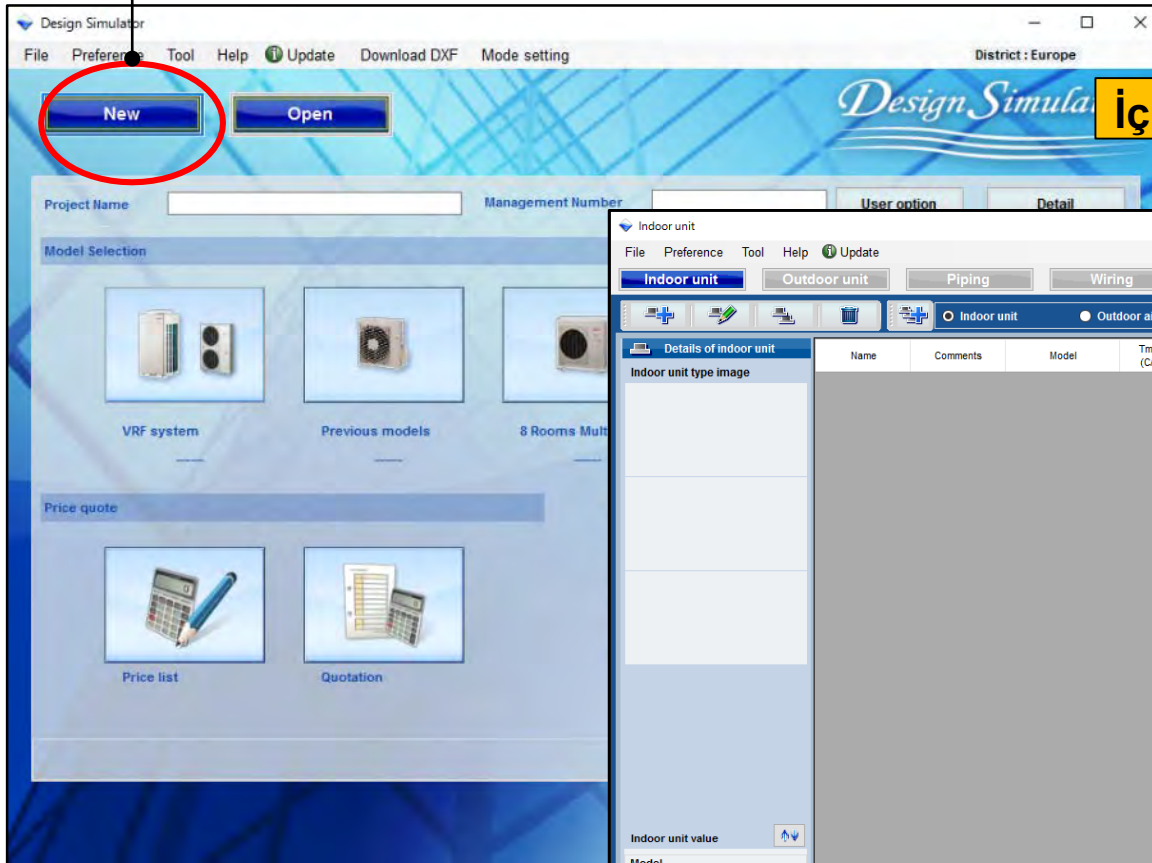 Design Simulator
File Preference Tool Help Update Download DXF Mode setting
District : Europe
New Open
Design Simula
İç
Project Name Management Number User option Detail
Model Selection
VRF system Previous models 8 Rooms Mult
Price quote
Price list Quotation
Indoor unit
File Preference Tool Help Update
Indoor unit Outdoor unit Piping Wiring
Indoor unit Outdoor ai
Details of indoor unit
Name Comments Model Tm
(C
Indoor unit type image
Indoor unit value
Model